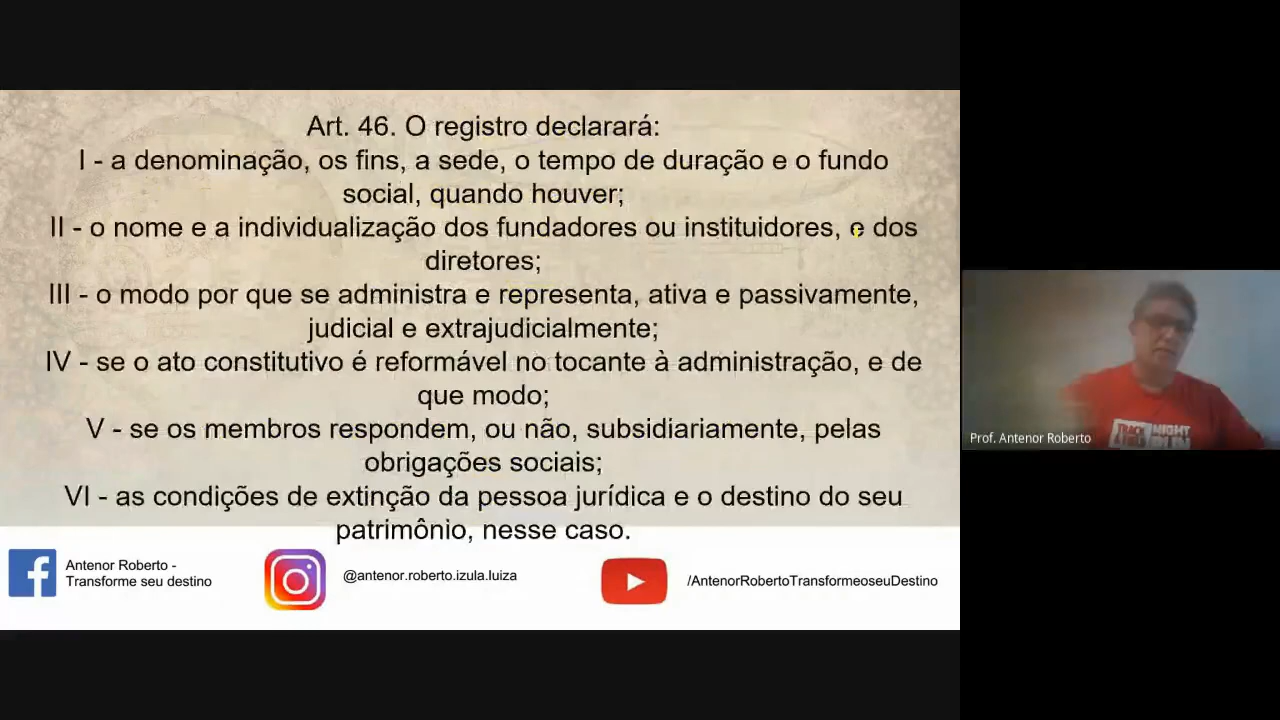 Art. 46. O registro declarará:
I - a denominação, os fins, a sede, o tempo de duração e o fundo
social, quando houver;
II - o nome e a individualização dos fundadores ou instituidores, e dos
diretores;
III - o modo por que se administra e representa, ativa e passivamente,
judicial e extrajudicialmente;
IV - se o ato constitutivo é reformável no tocante à administração, e de
que modo;
V - se os membros respondem, ou não, subsidiariamente, pelas
obrigações sociais;
VI - as condições de extinção da pessoa jurídica e o destino do seu
patrimônio, nesse caso.
Antenor Roberto -
Transforme seu destino
@antenor.roberto.izula.luiza
/AntenorRobertoTransformeoseuDestino
TRACK
NIGHT
RUN
Prof. Antenor Roberto